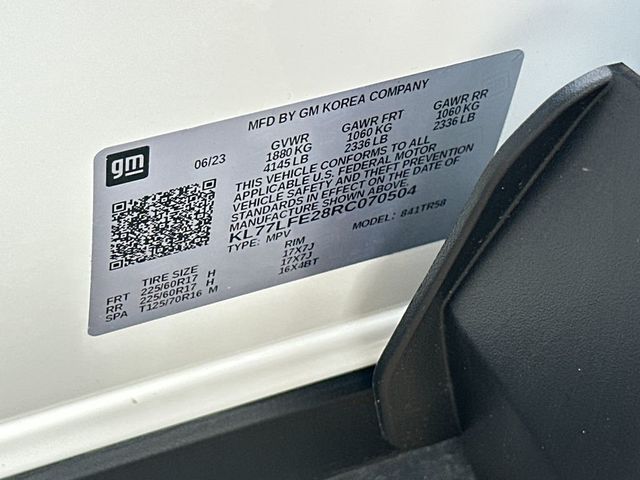 MFD BY GM KOREA COMPANY
gm
06/23
GVWR GAWR FRT GAWR RR
1880 KG 1060 KG 1060 KG
4145 LB 2336 LB 2336 LB
THIS VEHICLE CONFORMS TO ALL
APPLICABLE U.S. FEDERAL MOTOR
VEHICLE SAFETY AND THEFT PREVENTION
STANDARDS IN EFFECT ON THE DATE OF
MANUFACTURE SHOWN ABOVE.
KL77LFE28RC070504
TYPE: MPV MODEL: 841TR58
TIRE SIZE RIM
FRT 225/60R17 H 17X7J
RR 225/60R17 H 17X7J
SPA T125/70R16 M 16X4BT